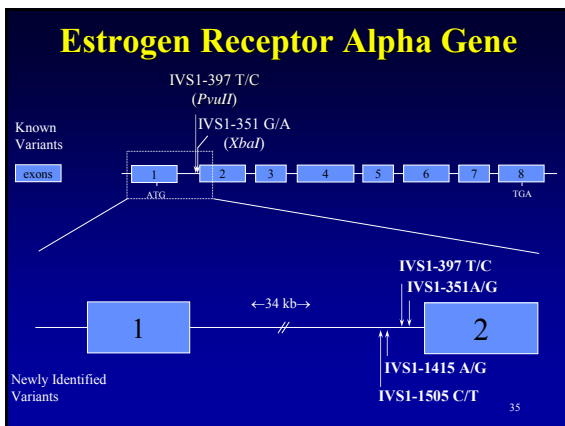 Estrogen Receptor Alpha Gene
IVS1-397 T/C
(PvuII)
Known
Variants
IVS1-351 G/A
(XbaI)
exons
1
2
3
4
5
6
7
8
ATG
TGA
IVS1-397 T/C
IVS1-351A/G
←34 kb→
1
2
IVS1-1415 A/G
Newly Identified
Variants
IVS1-1505 C/T
35